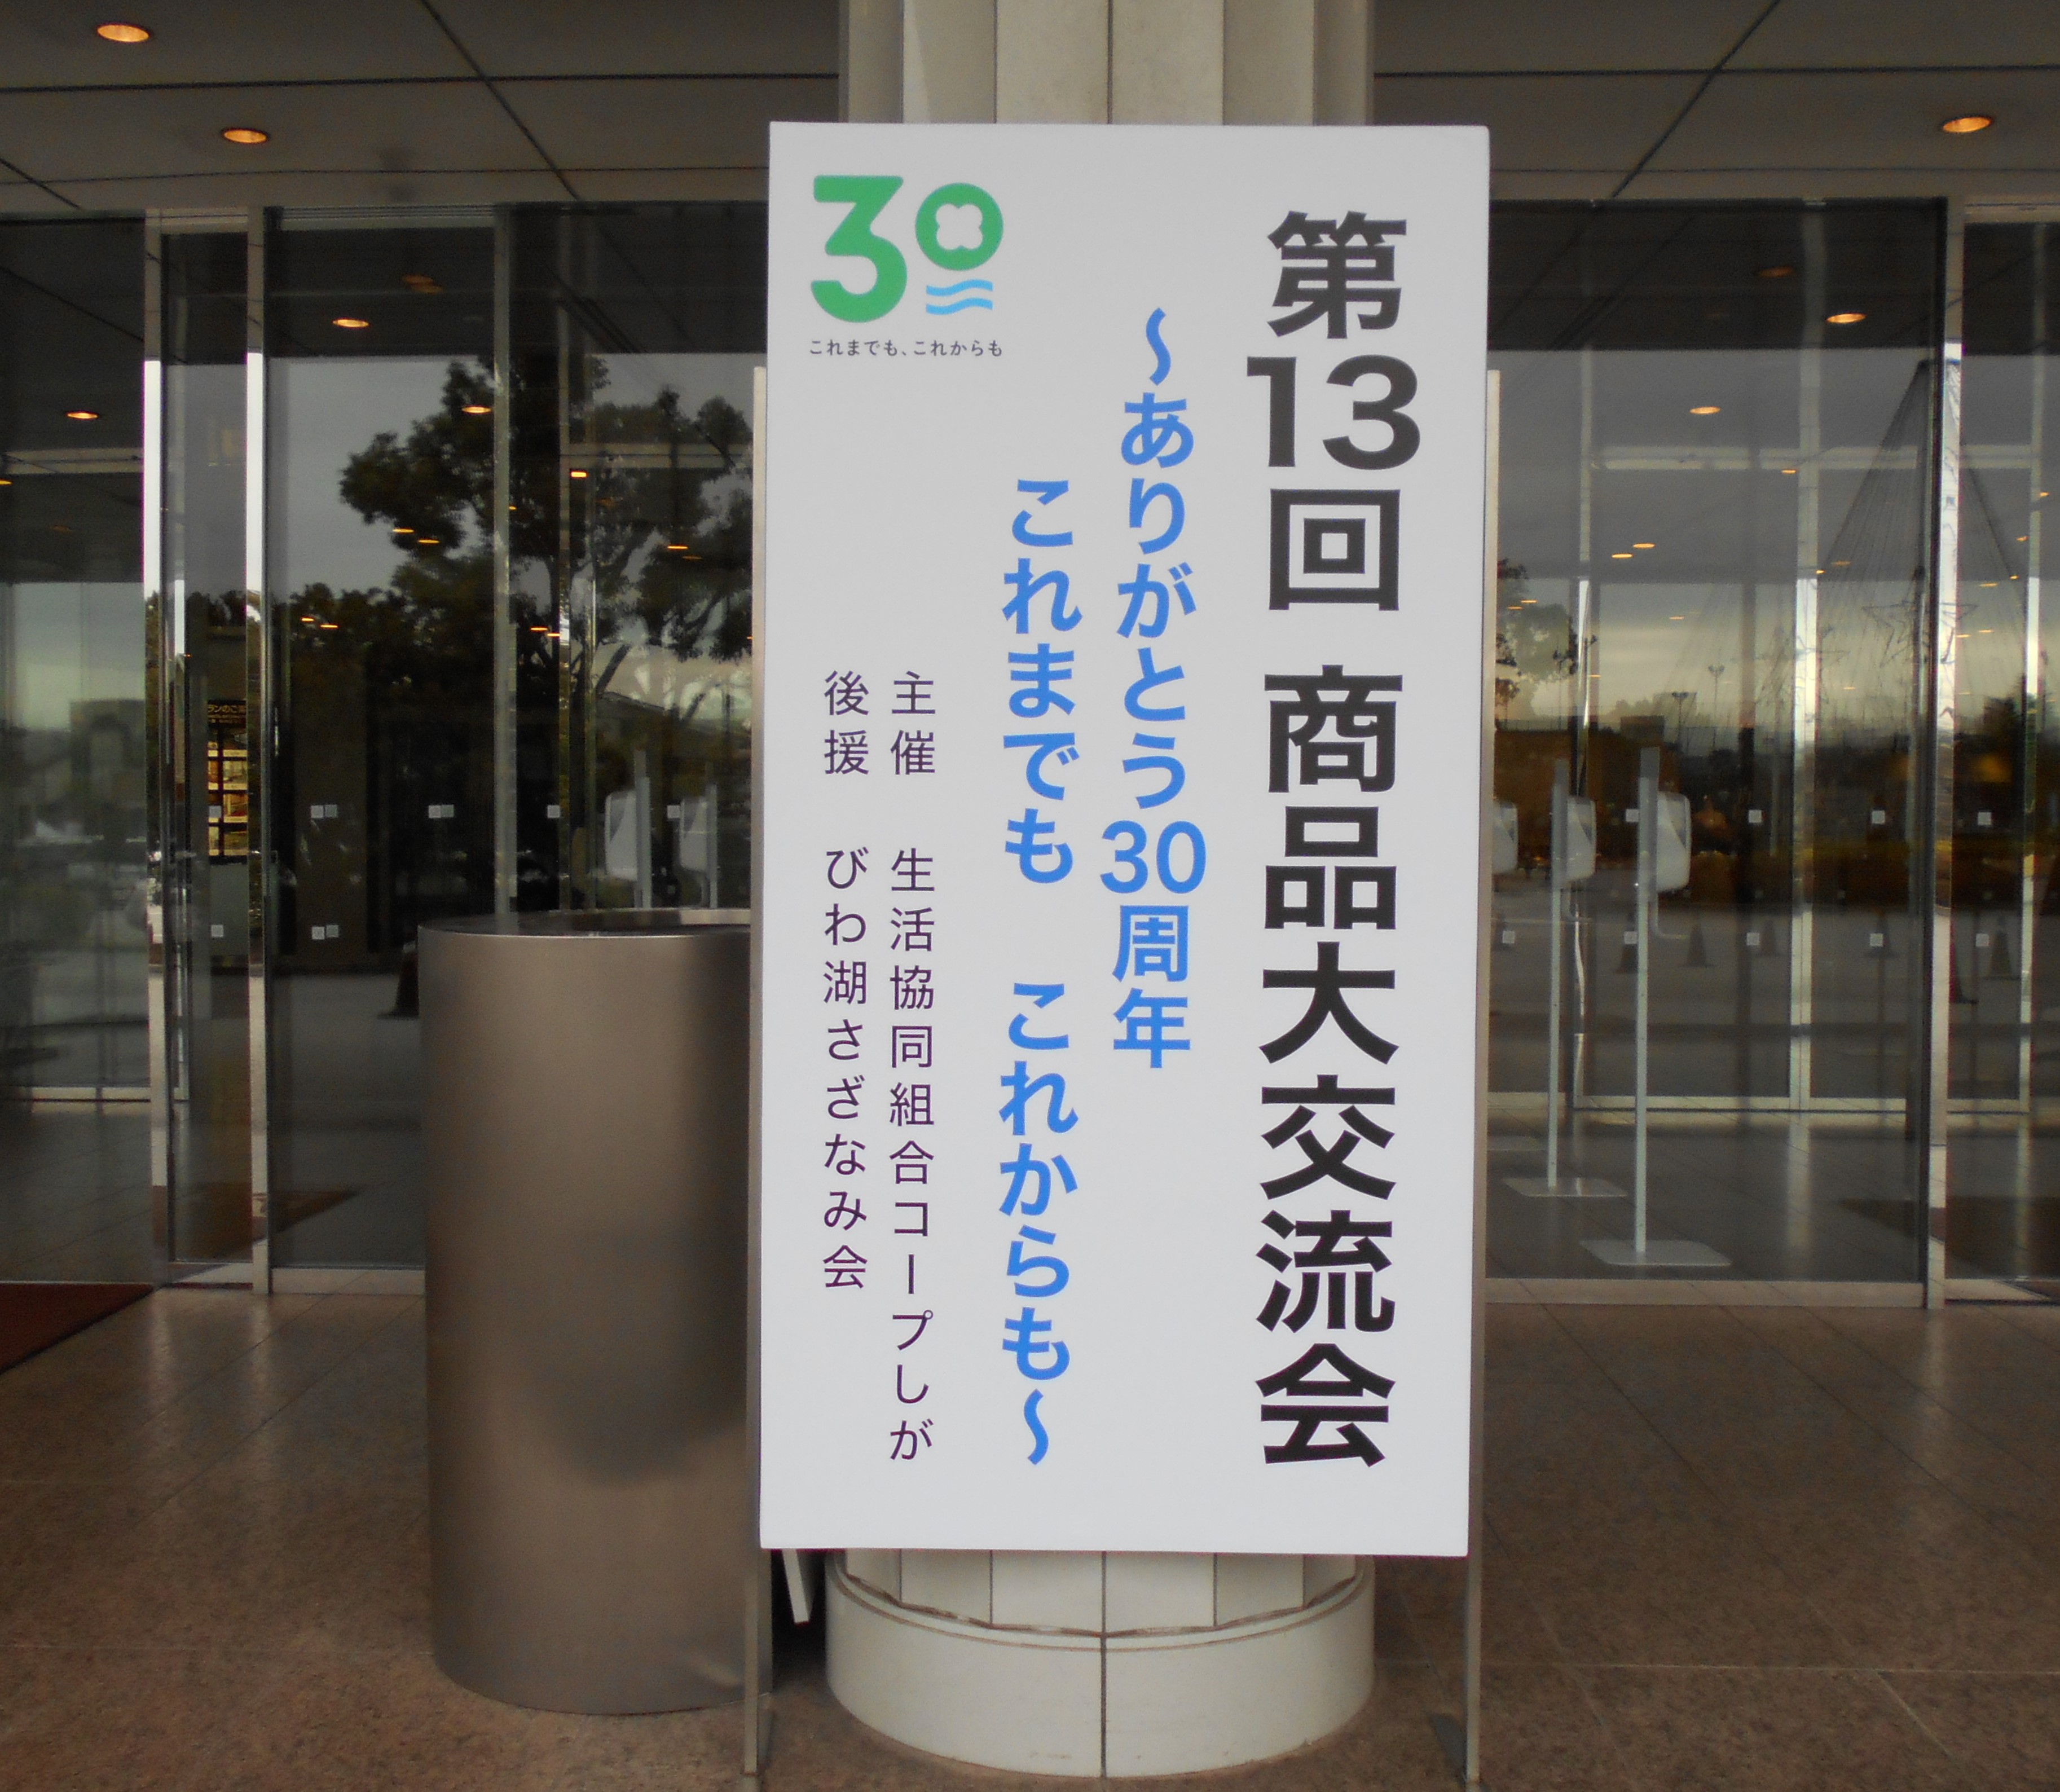 第13回 商品大交流会
～ありがとう30周年
これまでも これからも～
主催 生活協同組合コープしが
後援 びわ湖さざなみ会
30
これまでも、これからも